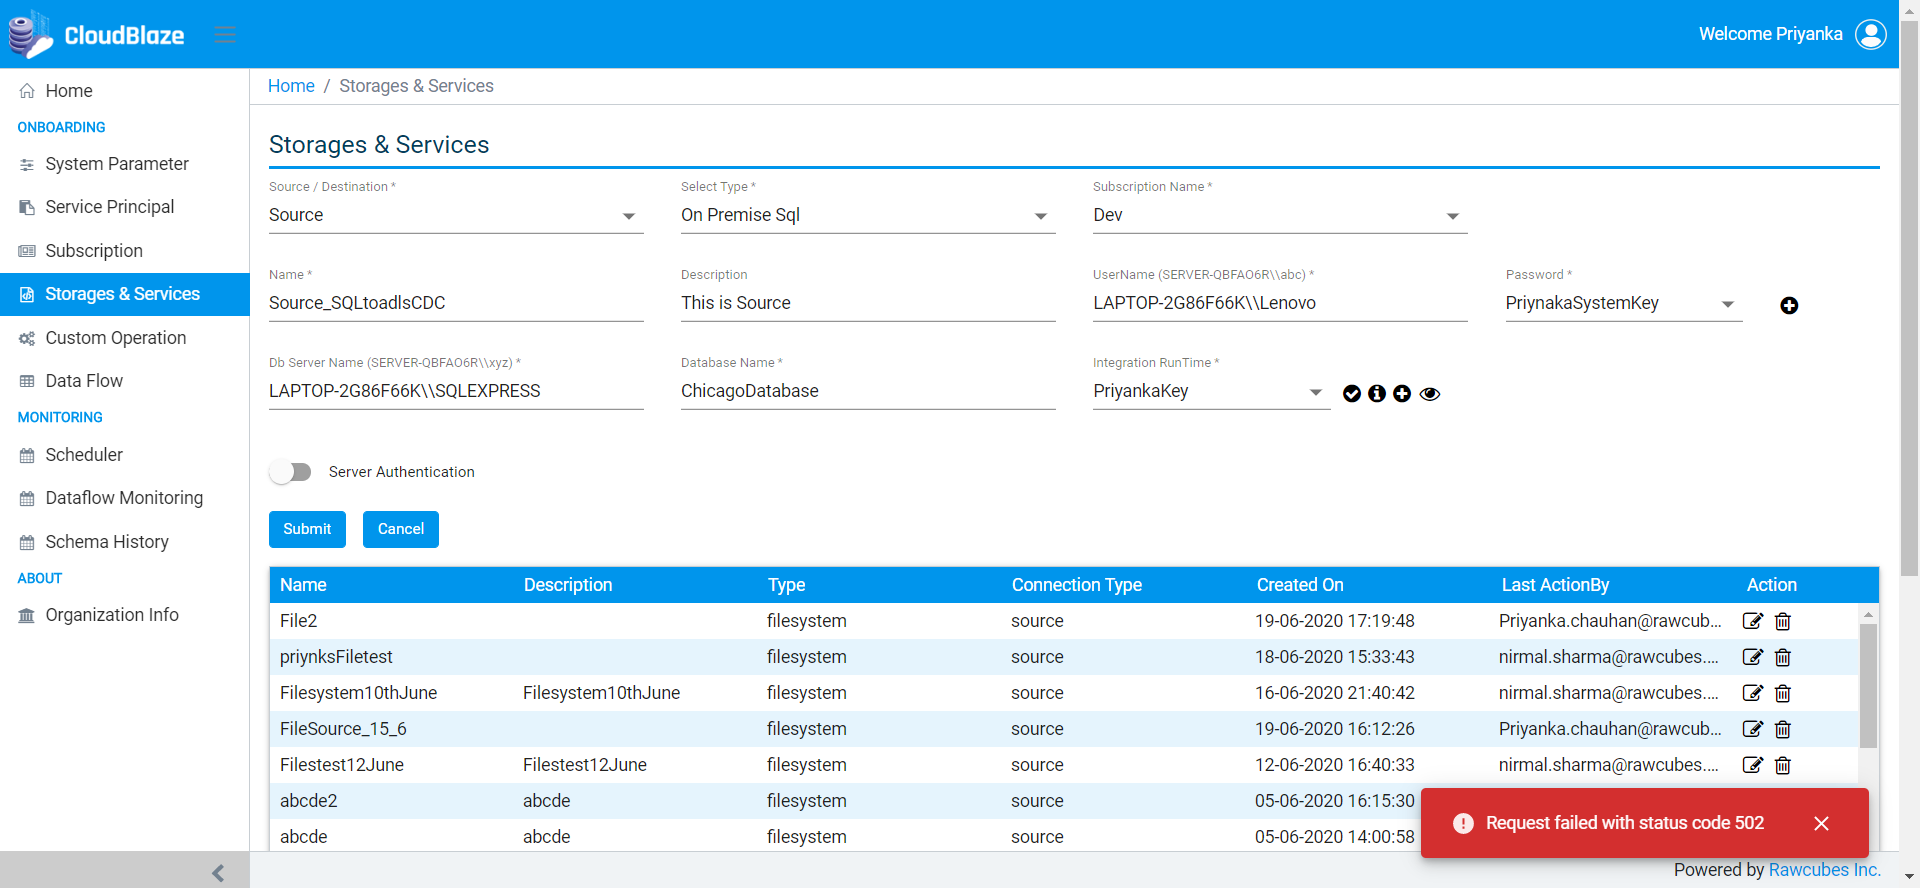 CloudBlaze
Welcome Priyanka
Home
ONBOARDING
System Parameter
Service Principal
Subscription
Storages & Services
Custom Operation
Data Flow
MONITORING
Scheduler
Dataflow Monitoring
Schema History
ABOUT
Organization Info
Home / Storages & Services
Storages & Services
Source / Destination * Select Type * Subscription Name *
Source On Premise Sql Dev
Name * Description UserName (SERVER-QBFAO6R\\abc) * Password *
Source_SQLtoadlsCDC This is Source LAPTOP-2G86F66K\\Lenovo PriynakaSystemKey
Db Server Name (SERVER-QBFAO6R\\xyz) * Database Name * Integration RunTime *
LAPTOP-2G86F66K\\SQLEXPRESS ChicagoDatabase PriyankaKey
Server Authentication
Submit Cancel
Name Description Type Connection Type Created On Last ActionBy Action
File2 filesystem source 19-06-2020 17:19:48 Priyanka.chauhan@rawcub...
priynksFiletest filesystem source 18-06-2020 15:33:43 nirmal.sharma@rawcubes....
Filesystem10thJune Filesystem10thJune filesystem source 16-06-2020 21:40:42 nirmal.sharma@rawcubes....
FileSource_15_6 filesystem source 19-06-2020 16:12:26 Priyanka.chauhan@rawcub...
Filestest12June Filestest12June filesystem source 12-06-2020 16:40:33 nirmal.sharma@rawcubes....
abcde2 abcde filesystem source 05-06-2020 16:15:30
abcde abcde filesystem source 05-06-2020 14:00:58
Request failed with status code 502
Powered by Rawcubes Inc.